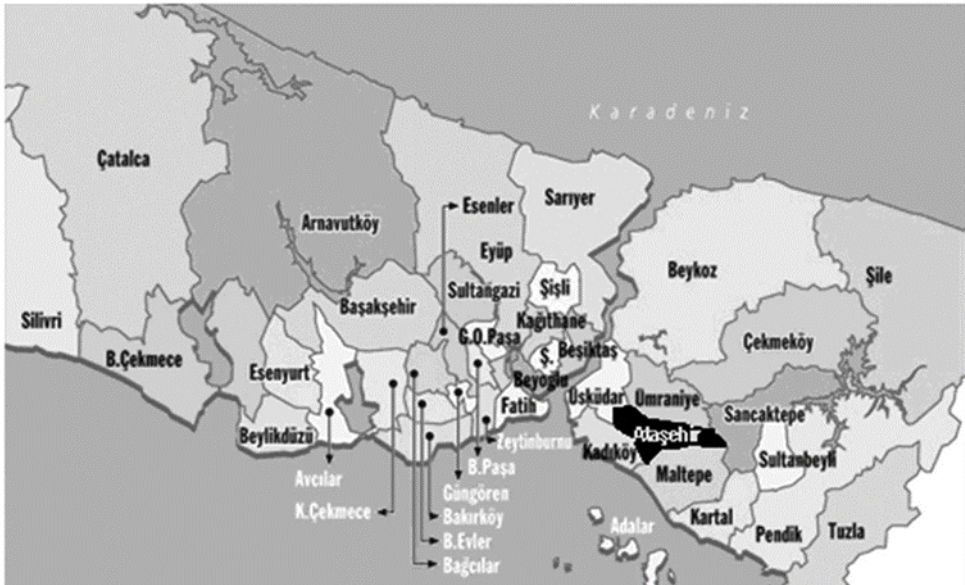 Karadeniz
Çatalca
Sarıyer
Esenler
Arnavutköy
Eyüp
Beykoz
Şile
Sultangazi
Şişli
Başakşehir
Silivri
Kağıthane
G.O.Paşa
Çekmeköy
B.Çekmece
Ş.
Beşiktaş
Esenyurt
Beyoğlu
Üsküdar
Ümraniye
Fatih
Sancaktepe
Beylikdüzü
Zeytinburnu
Ataşehir
Kadıköy
Sultanbeyli
B.Paşa
Maltepe
Avcılar
Güngören
K.Çekmece
Bakırköy
Adalar
Kartal
Pendik
Tuzla
B.Evler
Bağcılar